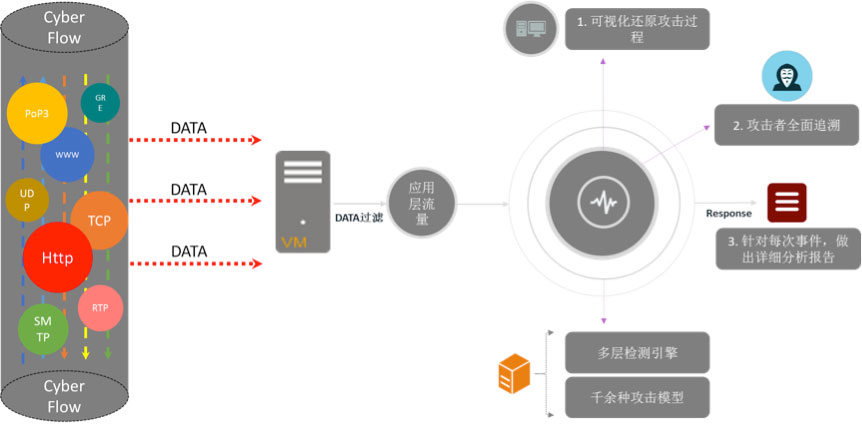 Cyber
Flow
PoP3
GR
E
www
UD
P
TCP
Http
RTP
SM
TP
Cyber
Flow
DATA
DATA
DATA
VM
DATA过滤
应用
层流
量
1. 可视化还原攻击过
程
2. 攻击者全面追溯
Response
3. 针对每次事件，做
出详细分析报告
多层检测引擎
千余种攻击模型